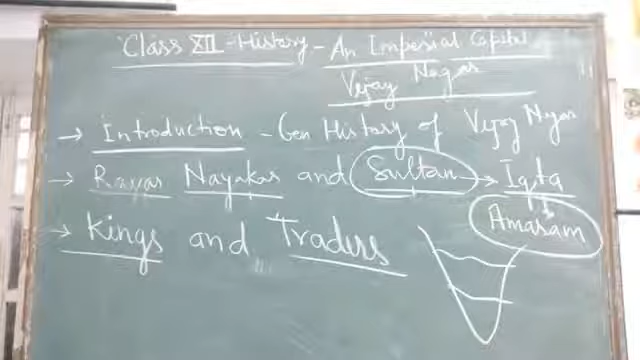 Class XII - History - An Imperial Capital
Vijay Nagar
→ Introduction - Gen History of Vijay Nagar
→ Rayas Nayakas and Sultan → Iqta
Amaram
→ Kings and Traders